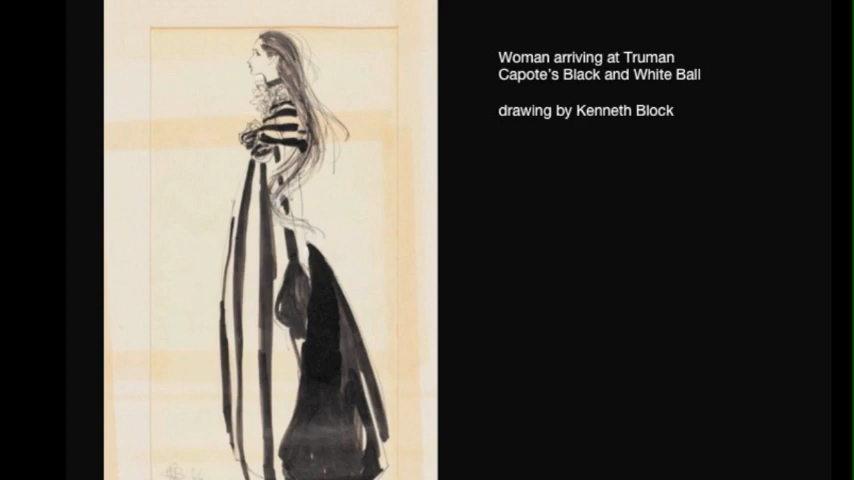 Woman arriving at Truman
Capote's Black and White Ball
drawing by Kenneth Block